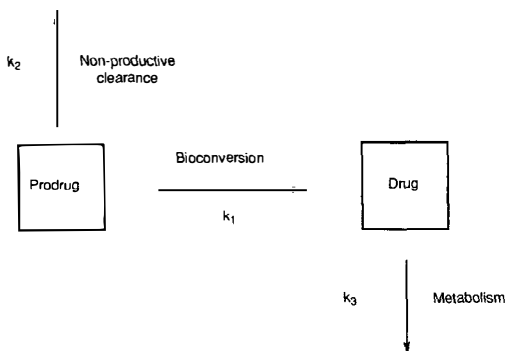 k2
Non-productive
clearance
Prodrug
Bioconversion
k1
Drug
k3
Metabolism